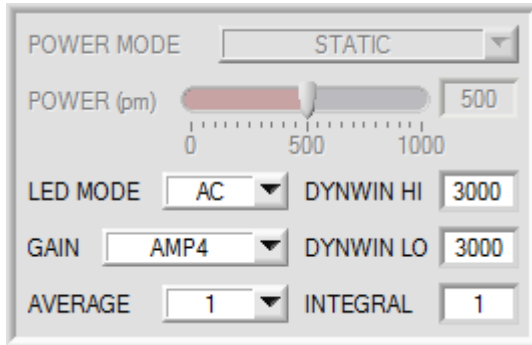 POWER MODE STATIC
POWER (pm) 500
0 500 1000
LED MODE AC DYNWIN HI 3000
GAIN AMP4 DYNWIN LO 3000
AVERAGE 1 INTEGRAL 1